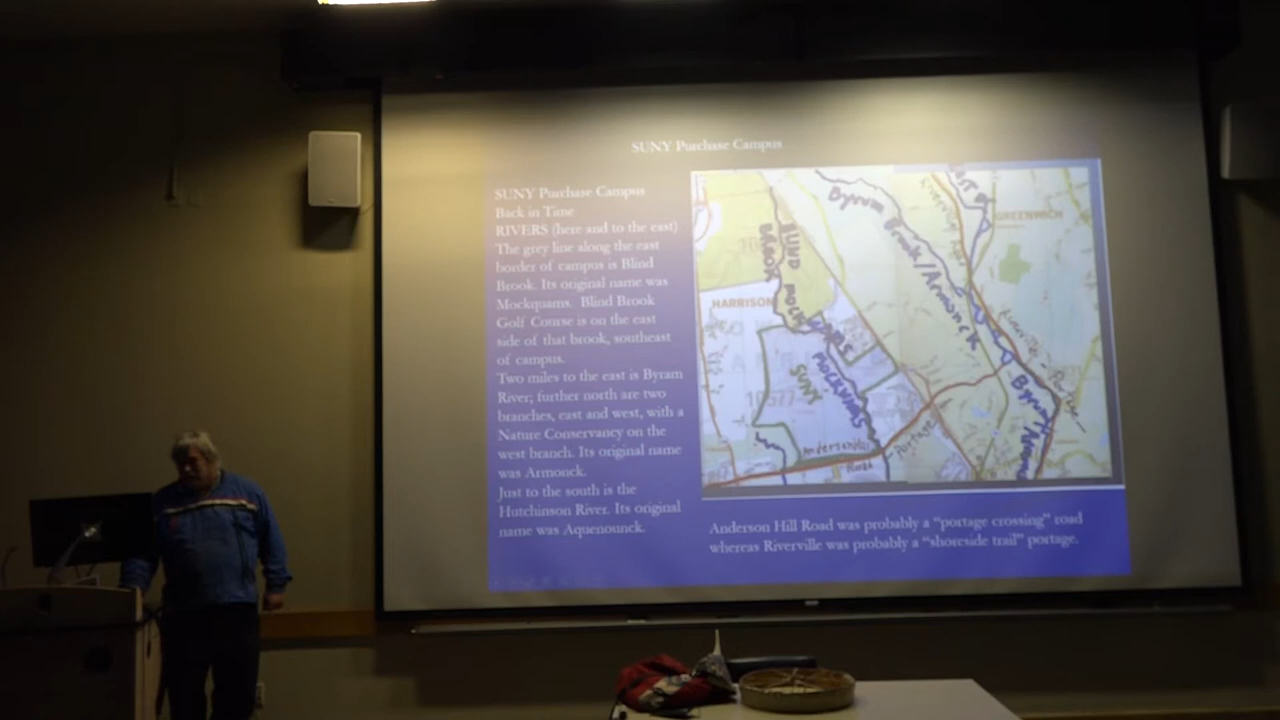 SUNY Purchase Campus
SUNY Purchase Campus
Back in Time
RIVERS (here and to the east)
The grey line along the east
border of campus is Blind
Brook. Its original name was
Mockquams. Blind Brook
Golf Course is on the east
side of that brook, southeast
of campus.
Two miles to the east is Byram
River; further north are two
branches, east and west, with a
Nature Conservancy on the
west branch. Its original name
was Armonck.
Just to the south is the
Hutchinson River. Its original
name was Aquenounck.
Byrum Brook/Armonck
GREENWICH
HARRISON
SUNY
MOCKQUAMS
Portage
Road
Portage
Anderson Hill Road was probably a "portage crossing" road
whereas Riverville was probably a "shoreside trail" portage.